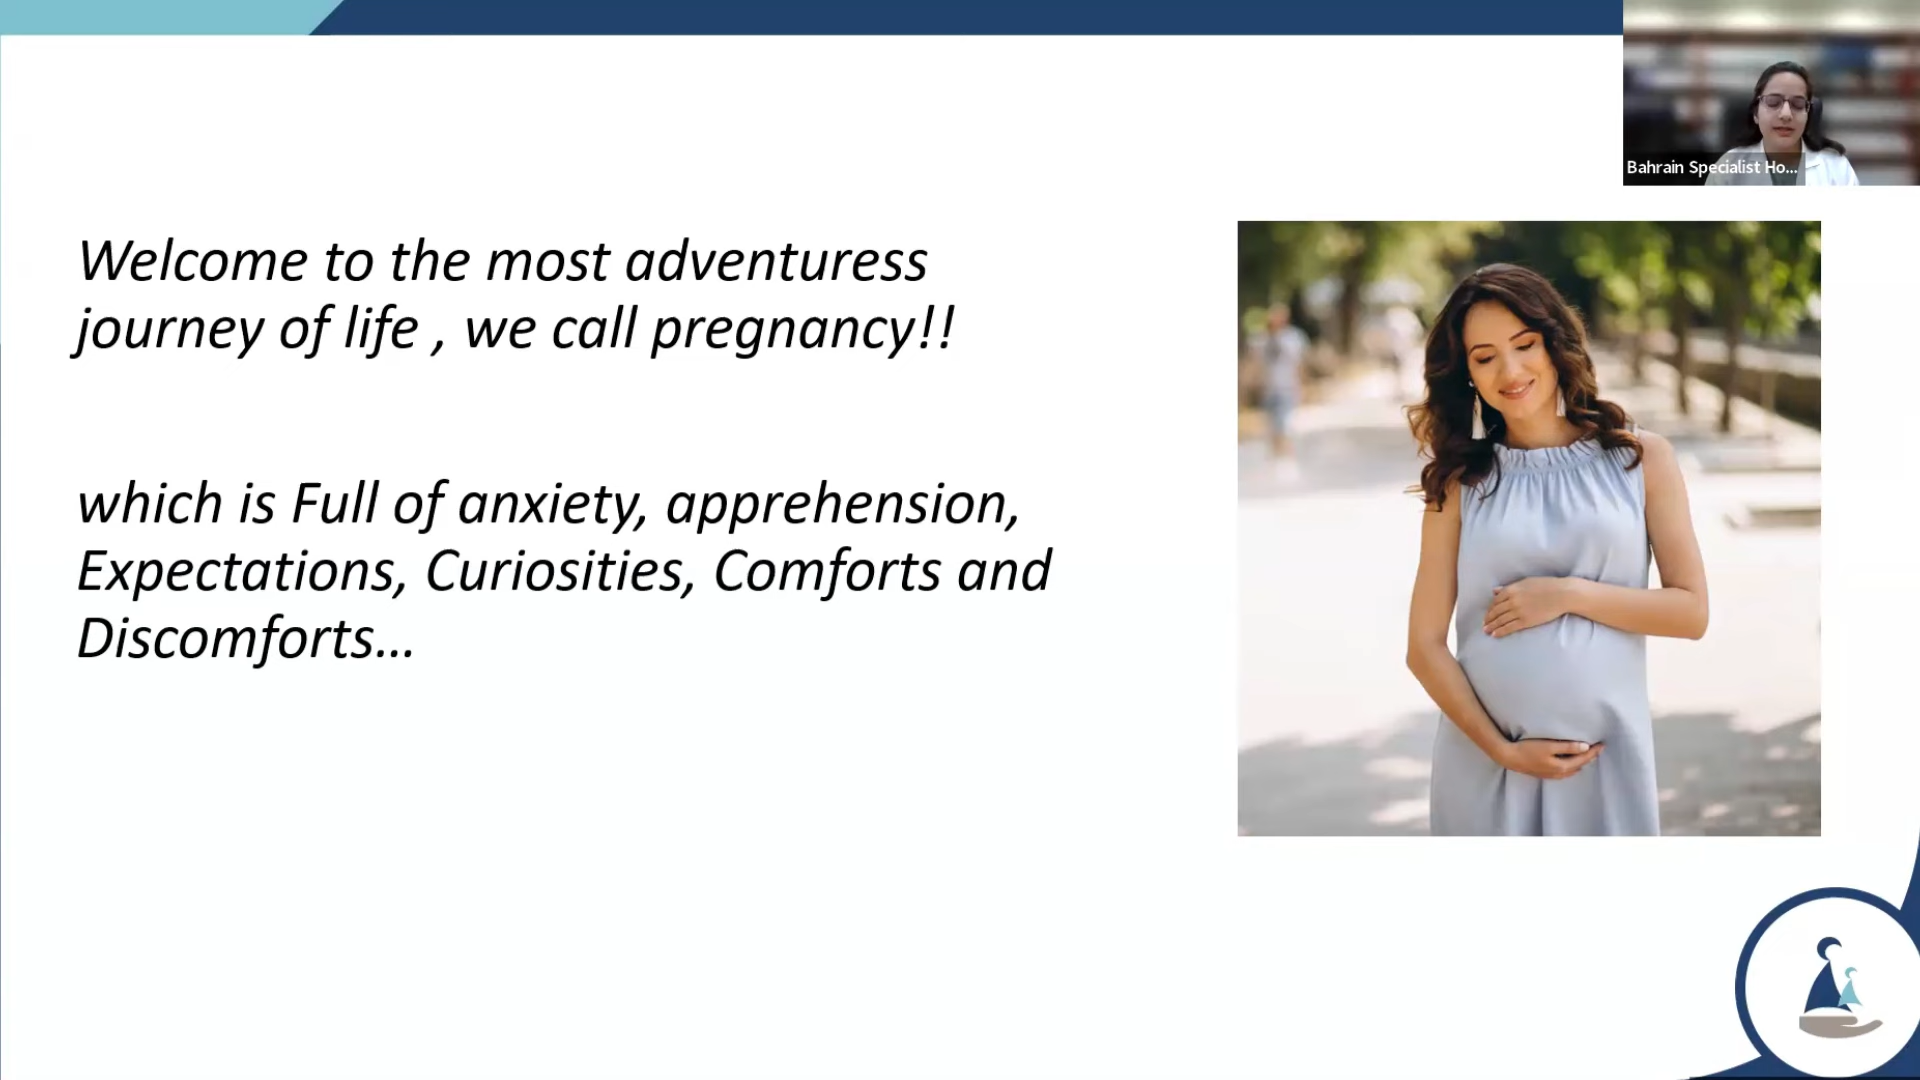 Bahrain Specialist Ho...
Welcome to the most adventuress
journey of life , we call pregnancy!!
which is Full of anxiety, apprehension,
Expectations, Curiosities, Comforts and
Discomforts...